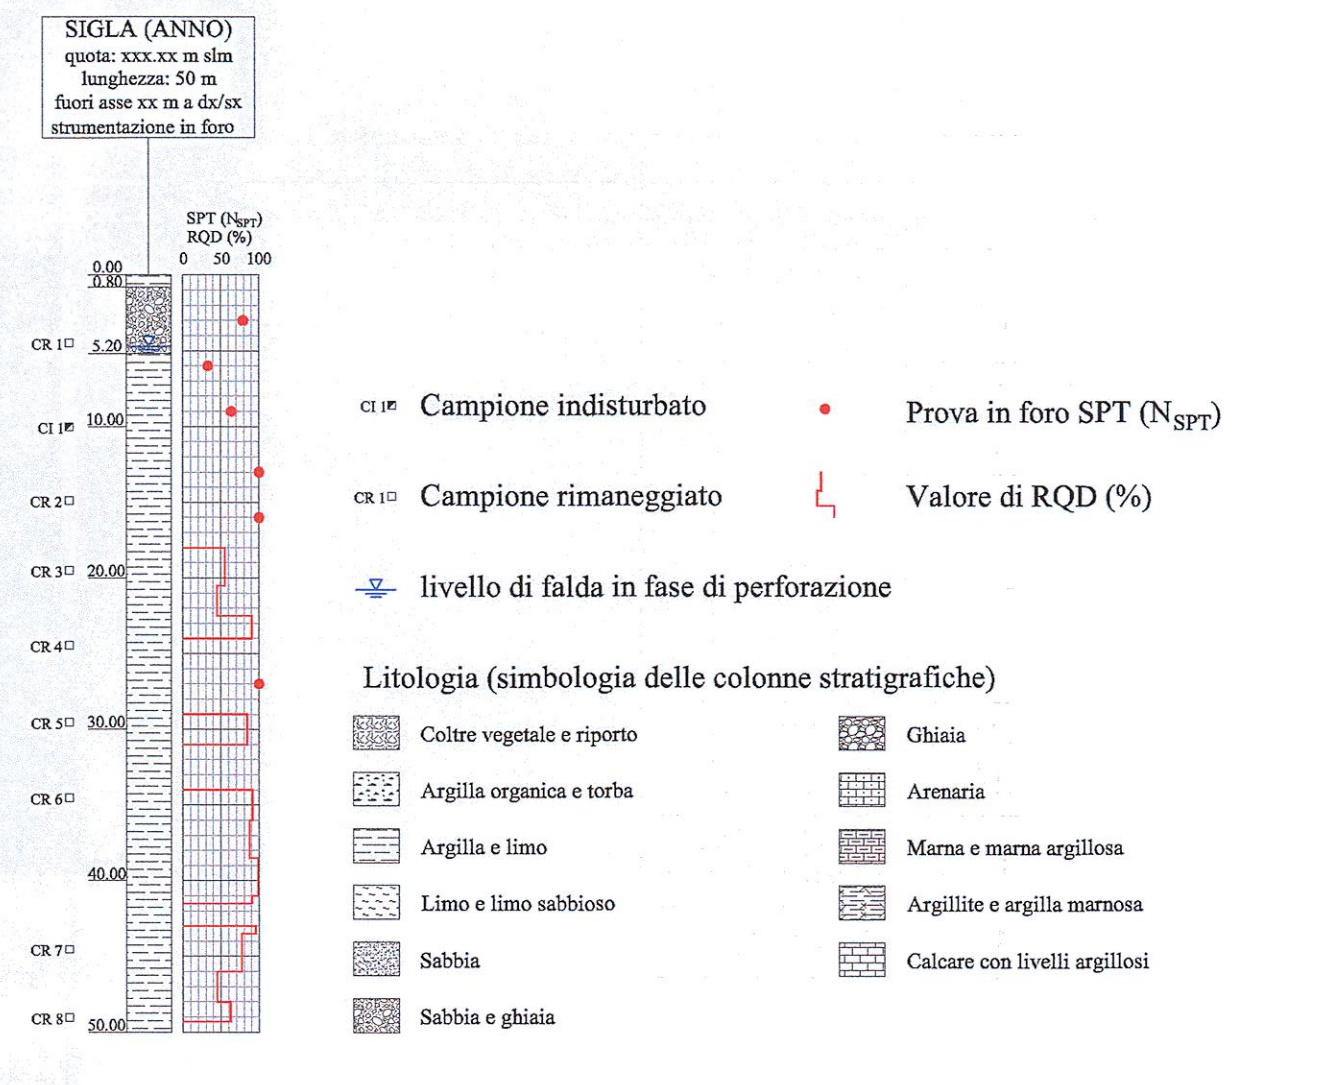 SIGLA (ANNO)
quota: xxx.xx m slm
lunghezza: 50 m
fuori asse xx m a dx/sx
strumentazione in foro
SPT (NSPT)
RQD (%)
0 50 100
0.00
0.80
CR 1
5.20
CI 1
10.00
CR 2
CR 3
20.00
CR 4
CR 5
30.00
CR 6
40.00
CR 7
CR 8
50.00
CI 1 Campione indisturbato
Prova in foro SPT (NSPT)
CR 1 Campione rimaneggiato
Valore di RQD (%)
livello di falda in fase di perforazione
Litologia (simbologia delle colonne stratigrafiche)
Coltre vegetale e riporto
Ghiaia
Argilla organica e torba
Arenaria
Argilla e limo
Marna e marna argillosa
Limo e limo sabbioso
Argillite e argilla marnosa
Sabbia
Calcare con livelli argillosi
Sabbia e ghiaia